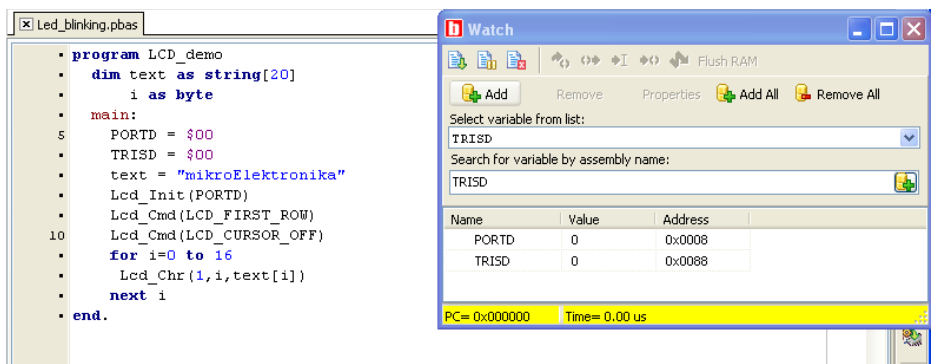 Led_blinking.pbas
program LCD_demo
dim text as string[20]
i as byte
main:
5 PORTD = $00
TRISD = $00
text = "mikroElektronika"
Lcd_Init(PORTD)
Lcd_Cmd(LCD_FIRST_ROW)
10 Lcd_Cmd(LCD_CURSOR_OFF)
for i=0 to 16
Lcd_Chr(1,i,text[i])
next i
end.
b Watch
Flush RAM
Add Remove Properties Add All Remove All
Select variable from list:
TRISD
Search for variable by assembly name:
TRISD
Name Value Address
PORTD 0 0x0008
TRISD 0 0x0088
PC= 0x000000 Time= 0.00 us